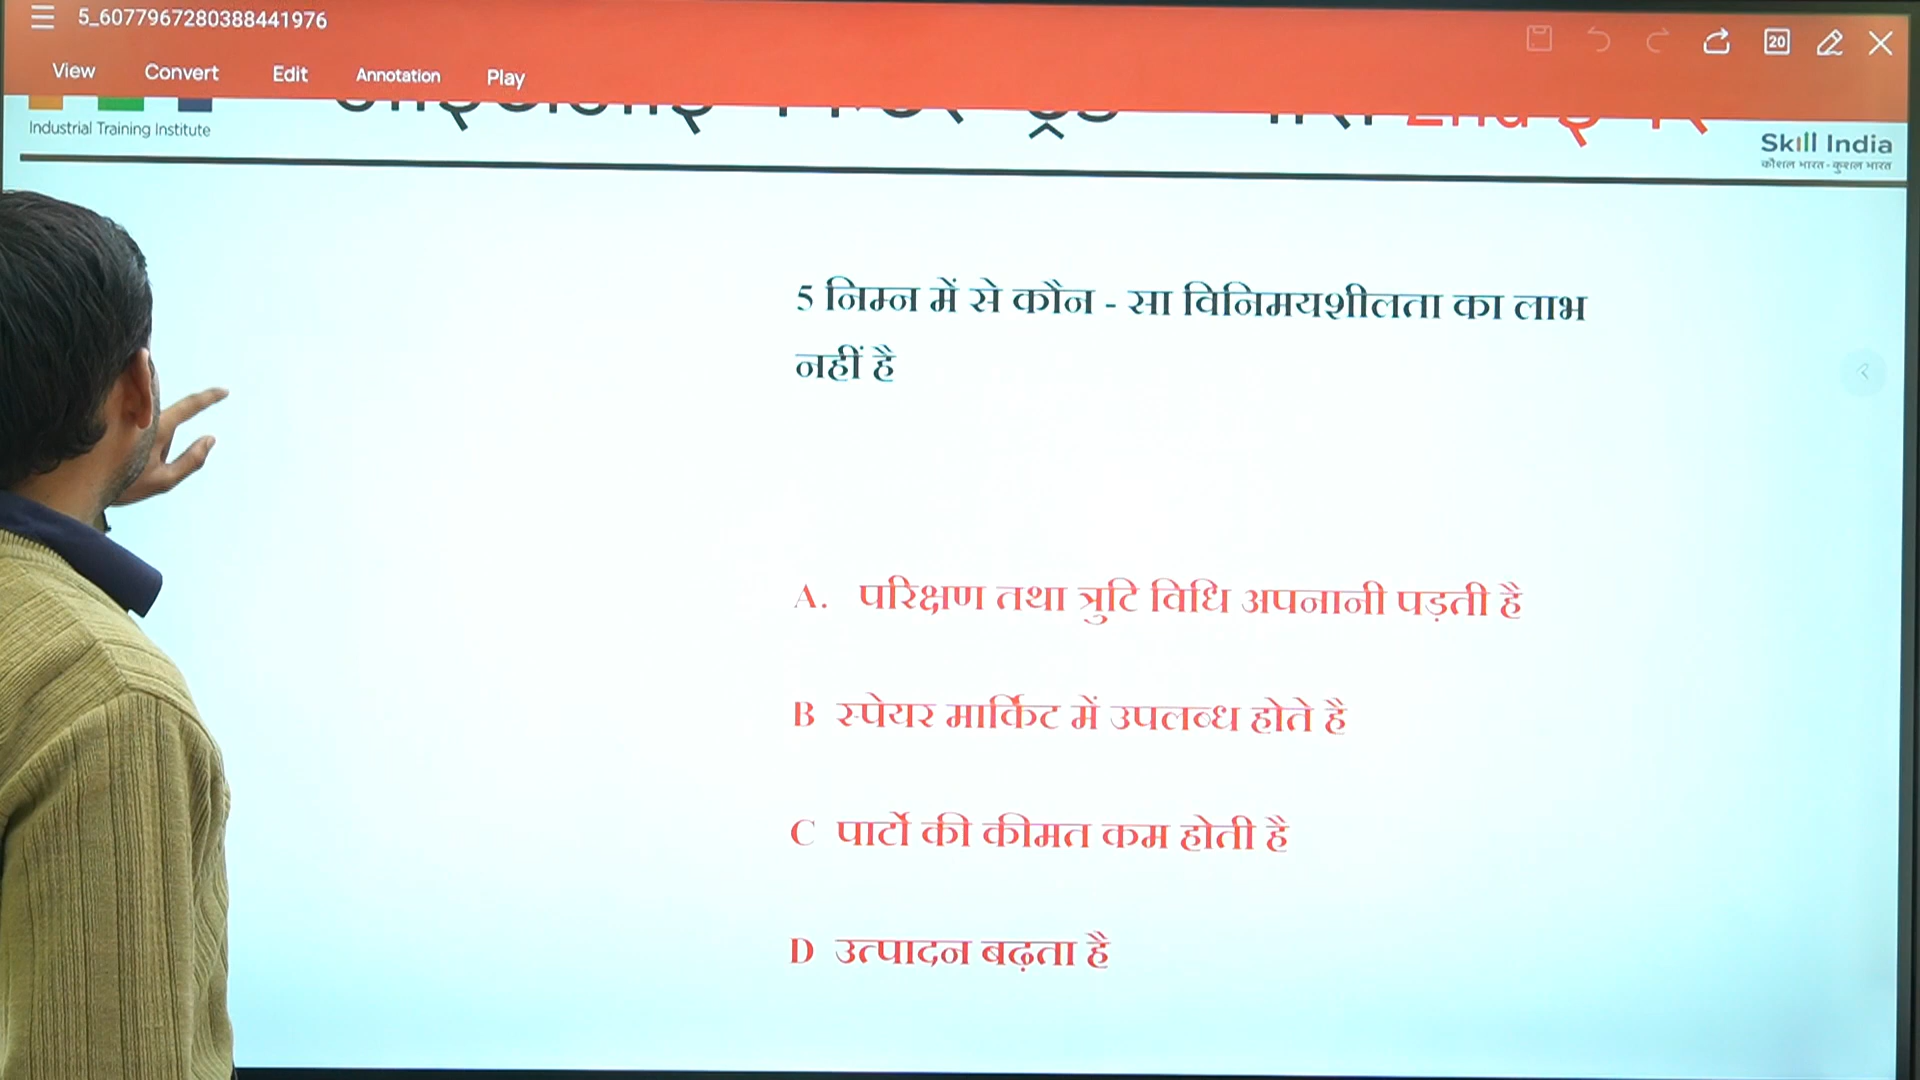 5_6077967280388441976
20
View Convert Edit Annotation Play
Industrial Training Institute
Skill India
कौशल भारत - कुशल भारत
5 निम्न में से कौन - सा विनिमयशीलता का लाभ
नहीं है
A. परिक्षण तथा त्रुटि विधि अपनानी पड़ती है
B स्पेयर मार्किट में उपलब्ध होते है
C पार्टो की कीमत कम होती है
D उत्पादन बढ़ता है